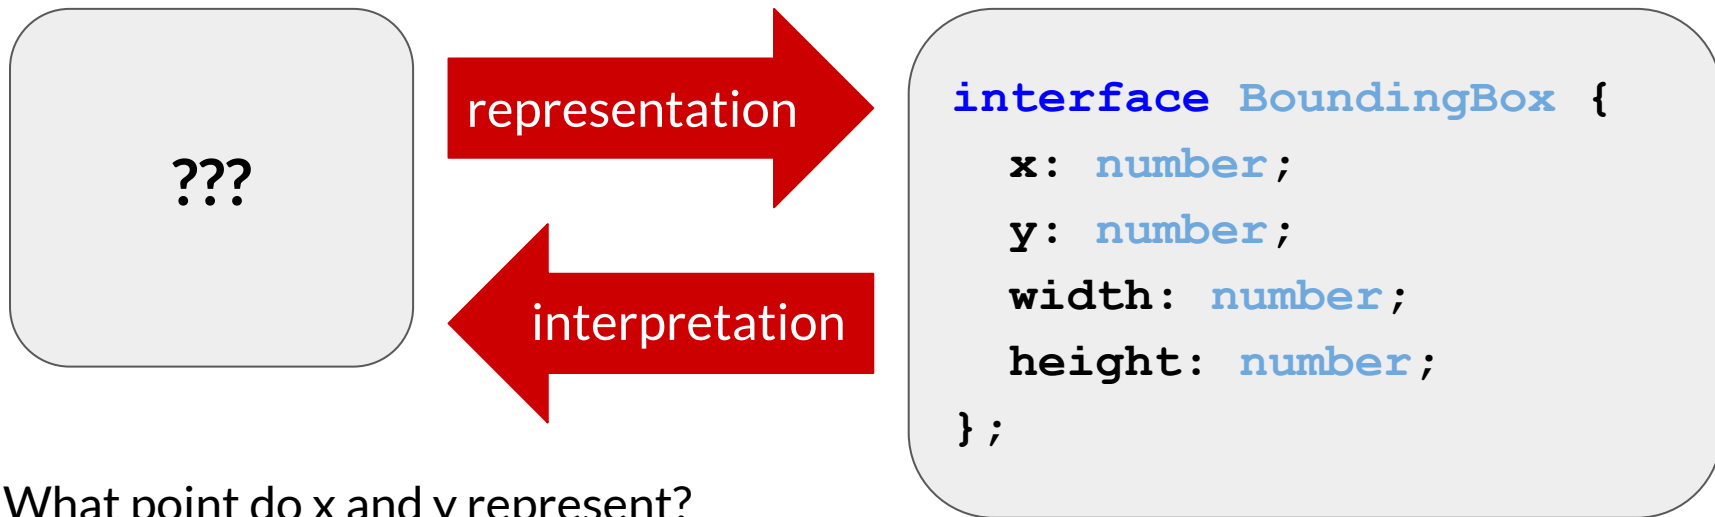 ???
representation
interpretation
interface BoundingBox {
x: number;
y: number;
width: number;
height: number;
};
What point do x and y represent?